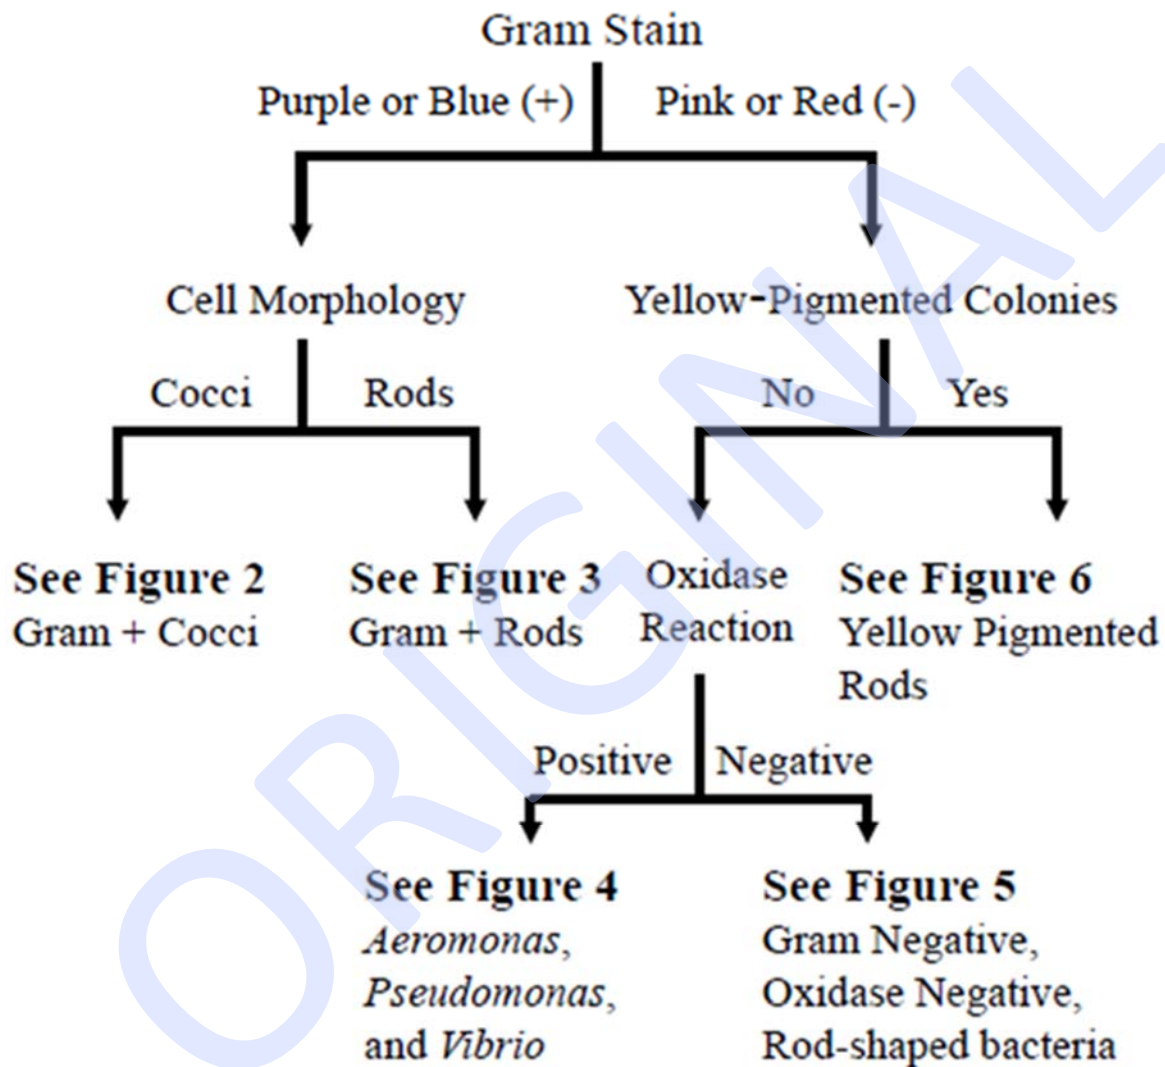 Gram Stain
Purple or Blue (+)
Pink or Red (-)
Cell Morphology
Yellow-Pigmented Colonies
Cocci
Rods
No
Yes
See Figure 2
Gram + Cocci
See Figure 3
Gram + Rods
Oxidase
Reaction
See Figure 6
Yellow Pigmented
Rods
Positive
Negative
See Figure 4
Aeromonas,
Pseudomonas,
and Vibrio
See Figure 5
Gram Negative,
Oxidase Negative,
Rod-shaped bacteria
ORIGINAL